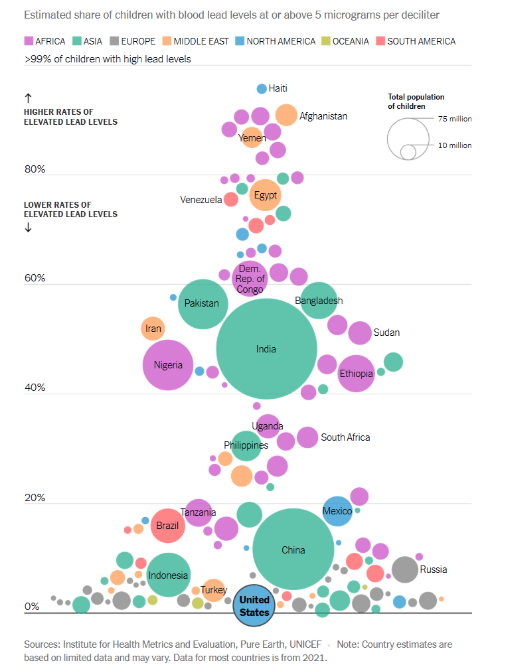 Estimated share of children with blood lead levels at or above 5 micrograms per deciliter
AFRICA ASIA EUROPE MIDDLE EAST NORTH AMERICA OCEANIA SOUTH AMERICA
>99% of children with high lead levels
↑
HIGHER RATES OF
ELEVATED LEAD LEVELS
Haiti
Afghanistan
Yemen
Total population
of children
75 million
10 million
80%
LOWER RATES OF
ELEVATED LEAD LEVELS
↓
Venezuela
Egypt
60%
Dem.
Rep. of
Congo
Pakistan
Bangladesh
Iran
Sudan
India
Nigeria
Ethiopia
40%
Uganda
South Africa
Philippines
20%
Tanzania
Mexico
Brazil
China
Indonesia
Russia
Turkey
United
States
0%
Sources: Institute for Health Metrics and Evaluation, Pure Earth, UNICEF • Note: Country estimates are
based on limited data and may vary. Data for most countries is from 2021.